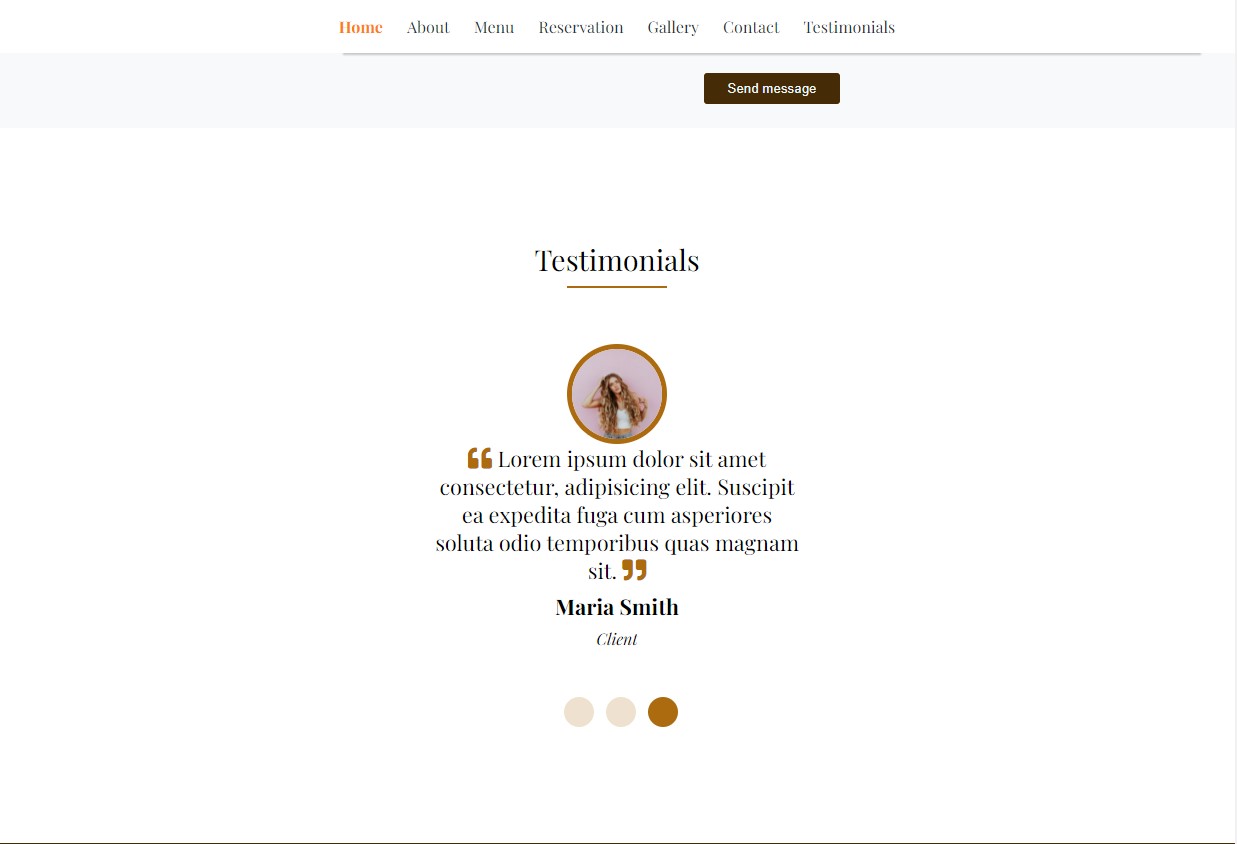 Home About Menu Reservation Gallery Contact Testimonials
Send message
Testimonials
“ Lorem ipsum dolor sit amet
consectetur, adipisicing elit. Suscipit
ea expedita fuga cum asperiores
soluta odio temporibus quas magnam
sit. ”
Maria Smith
Client